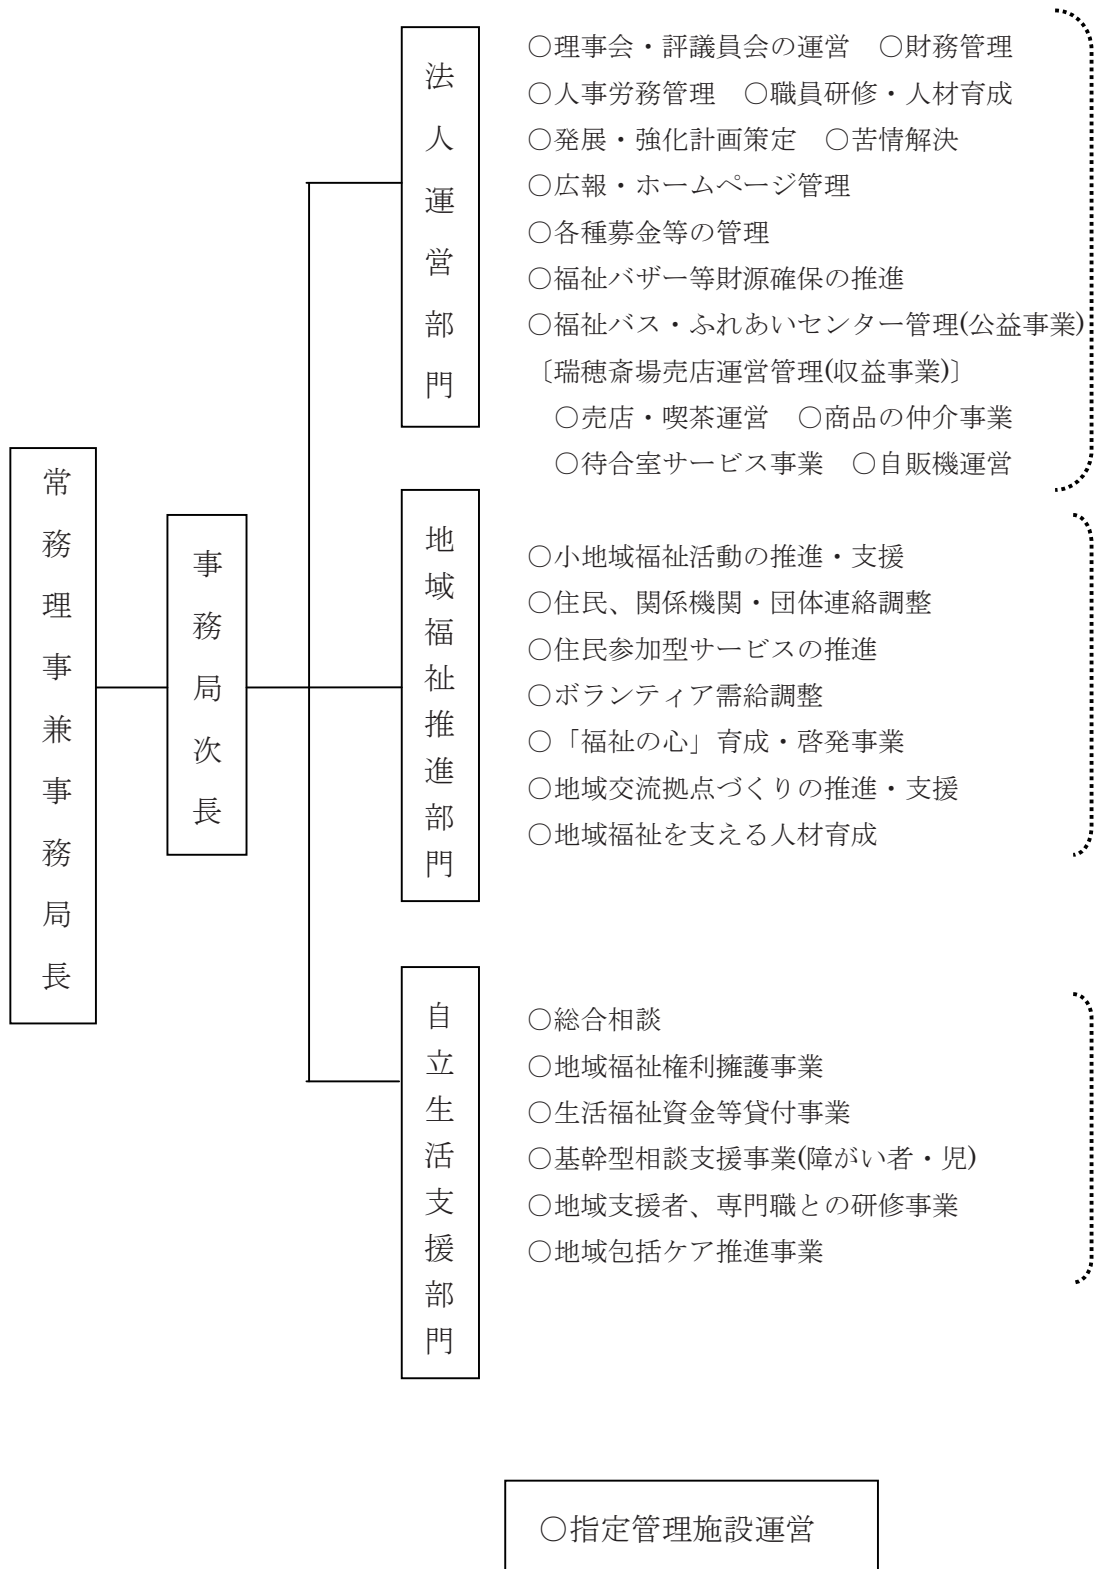 常務理事兼事務局長
事務局次長
法人運営部門
○理事会・評議員会の運営　○財務管理
○人事労務管理　○職員研修・人材育成
○発展・強化計画策定　○苦情解決
○広報・ホームページ管理
○各種募金等の管理
○福祉バザー等財源確保の推進
○福祉バス・ふれあいセンター管理(公益事業)
〔瑞穂斎場売店運営管理(収益事業)〕
○売店・喫茶運営　○商品の仲介事業
○待合室サービス事業　○自販機運営
地域福祉推進部門
○小地域福祉活動の推進・支援
○住民、関係機関・団体連絡調整
○住民参加型サービスの推進
○ボランティア需給調整
○「福祉の心」育成・啓発事業
○地域交流拠点づくりの推進・支援
○地域福祉を支える人材育成
自立生活支援部門
○総合相談
○地域福祉権利擁護事業
○生活福祉資金等貸付事業
○基幹型相談支援事業(障がい者・児)
○地域支援者、専門職との研修事業
○地域包括ケア推進事業
○指定管理施設運営